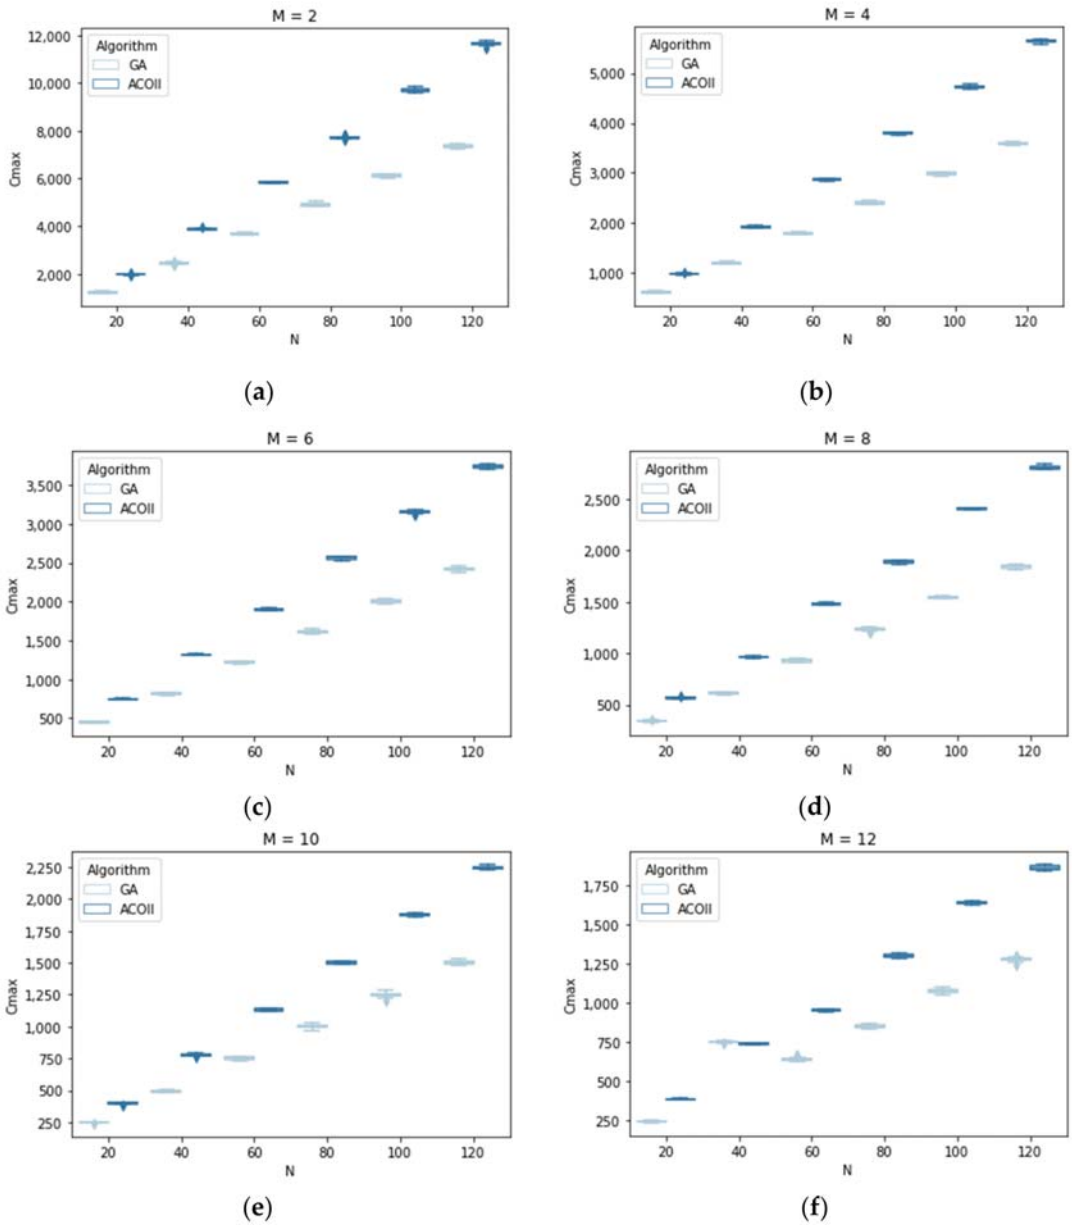 M = 2
Algorithm
GA
ACOII
Cmax
12,000
10,000
8,000
6,000
4,000
2,000
20 40 60 80 100 120
N
(a)
M = 4
Algorithm
GA
ACOII
Cmax
5,000
4,000
3,000
2,000
1,000
20 40 60 80 100 120
N
(b)
M = 6
Algorithm
GA
ACOII
Cmax
3,500
3,000
2,500
2,000
1,500
1,000
500
20 40 60 80 100 120
N
(c)
M = 8
Algorithm
GA
ACOII
Cmax
2,500
2,000
1,500
1,000
500
20 40 60 80 100 120
N
(d)
M = 10
Algorithm
GA
ACOII
Cmax
2,250
2,000
1,750
1,500
1,250
1,000
750
500
250
20 40 60 80 100 120
N
(e)
M = 12
Algorithm
GA
ACOII
Cmax
1,750
1,500
1,250
1,000
750
500
250
20 40 60 80 100 120
N
(f)